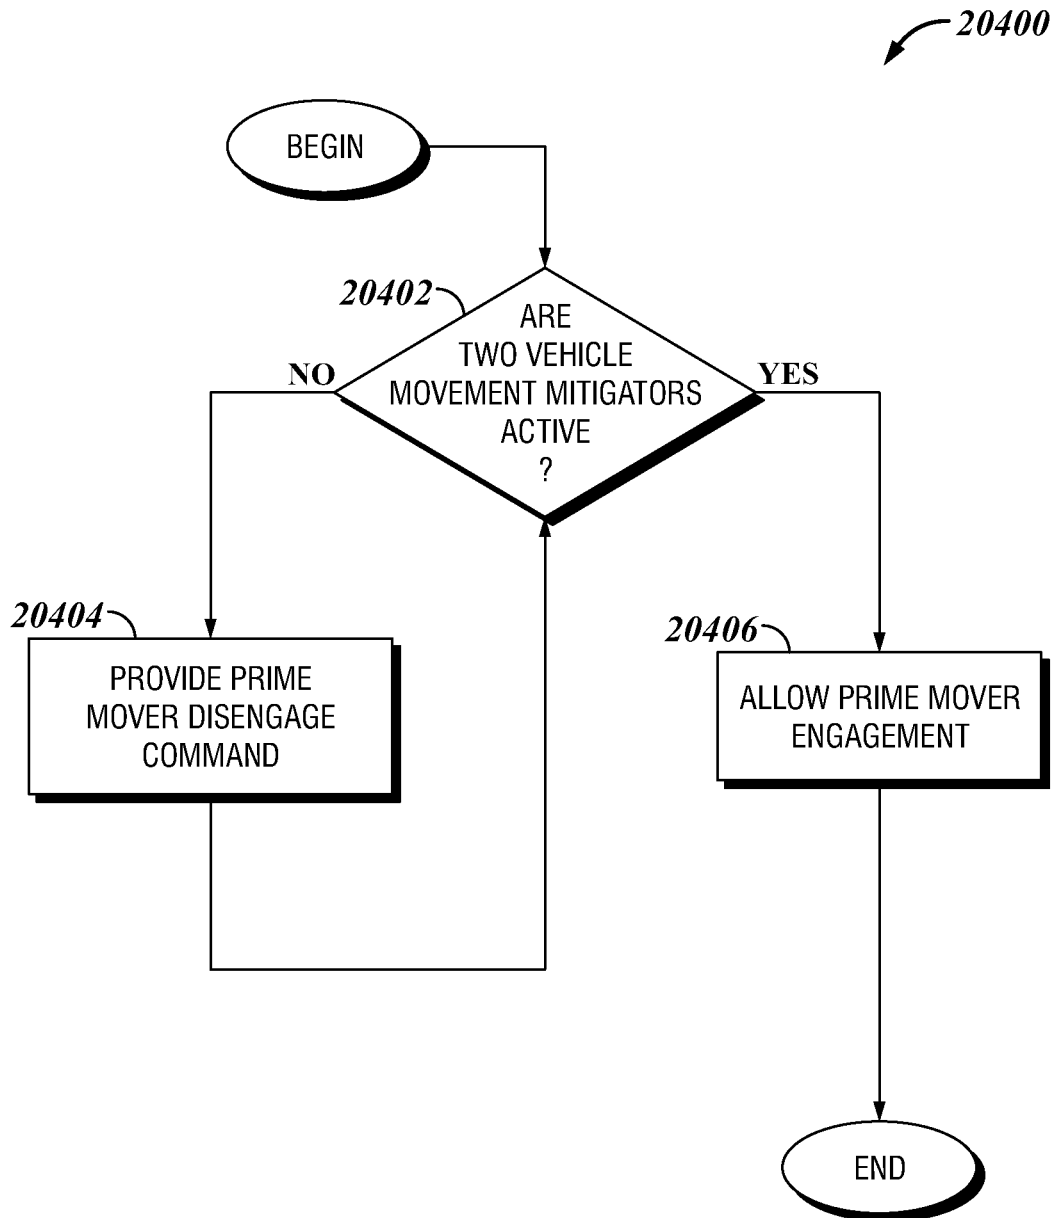 20400
BEGIN
20402
ARE
TWO VEHICLE
MOVEMENT MITIGATORS
ACTIVE
?
NO
YES
20404
PROVIDE PRIME
MOVER DISENGAGE
COMMAND
20406
ALLOW PRIME MOVER
ENGAGEMENT
END